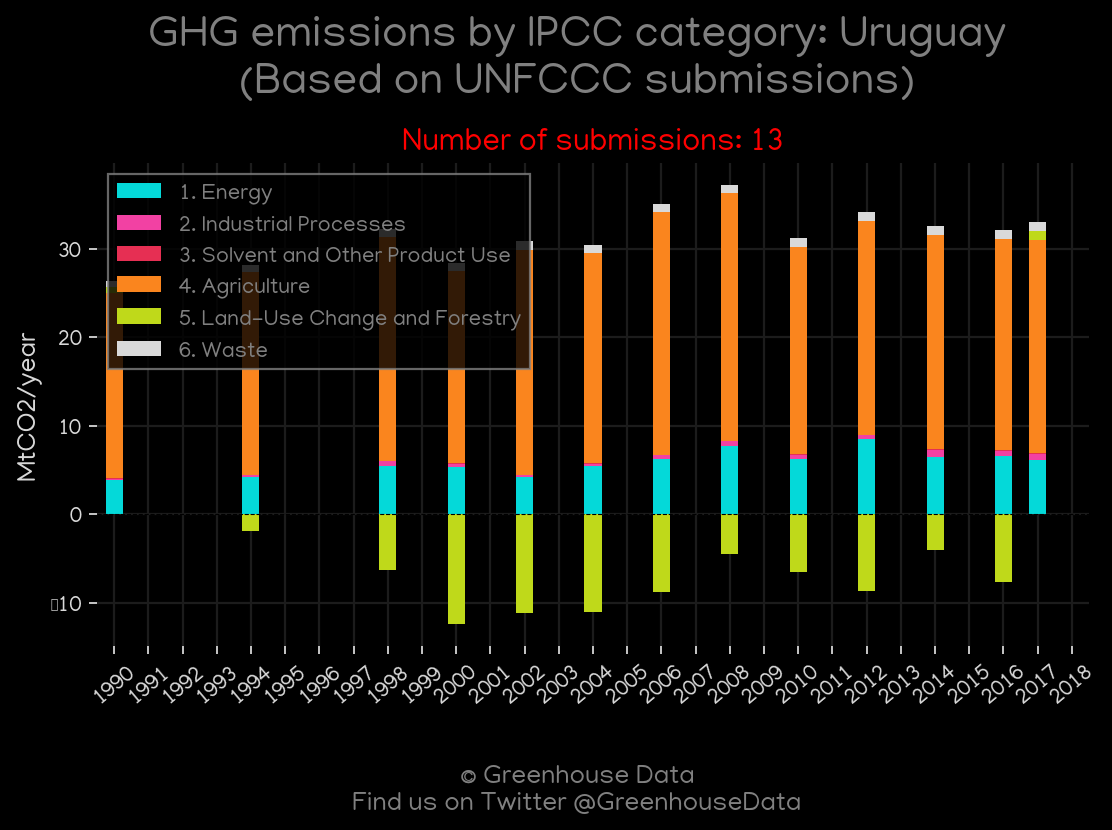 GHG emissions by IPCC category: Uruguay
(Based on UNFCCC submissions)
Number of submissions: 13
1. Energy
2. Industrial Processes
3. Solvent and Other Product Use
4. Agriculture
5. Land-Use Change and Forestry
6. Waste
MtCO2/year
30
20
10
0
▯10
1990 1991 1992 1993 1994 1995 1996 1997 1998 1999 2000 2001 2002 2003 2004 2005 2006 2007 2008 2009 2010 2011 2012 2013 2014 2015 2016 2017 2018
© Greenhouse Data
Find us on Twitter @GreenhouseData